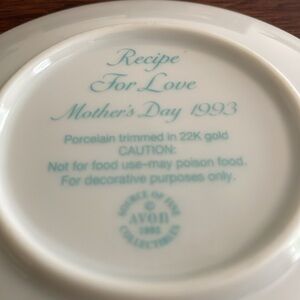 Recipe
For Love
Mother's Day 1993
Porcelain trimmed in 22K gold
CAUTION:
Not for food use-may poison food.
For decorative purposes only.
SOURCE OF FINE
©
AVON
1993
COLLECTIBLES